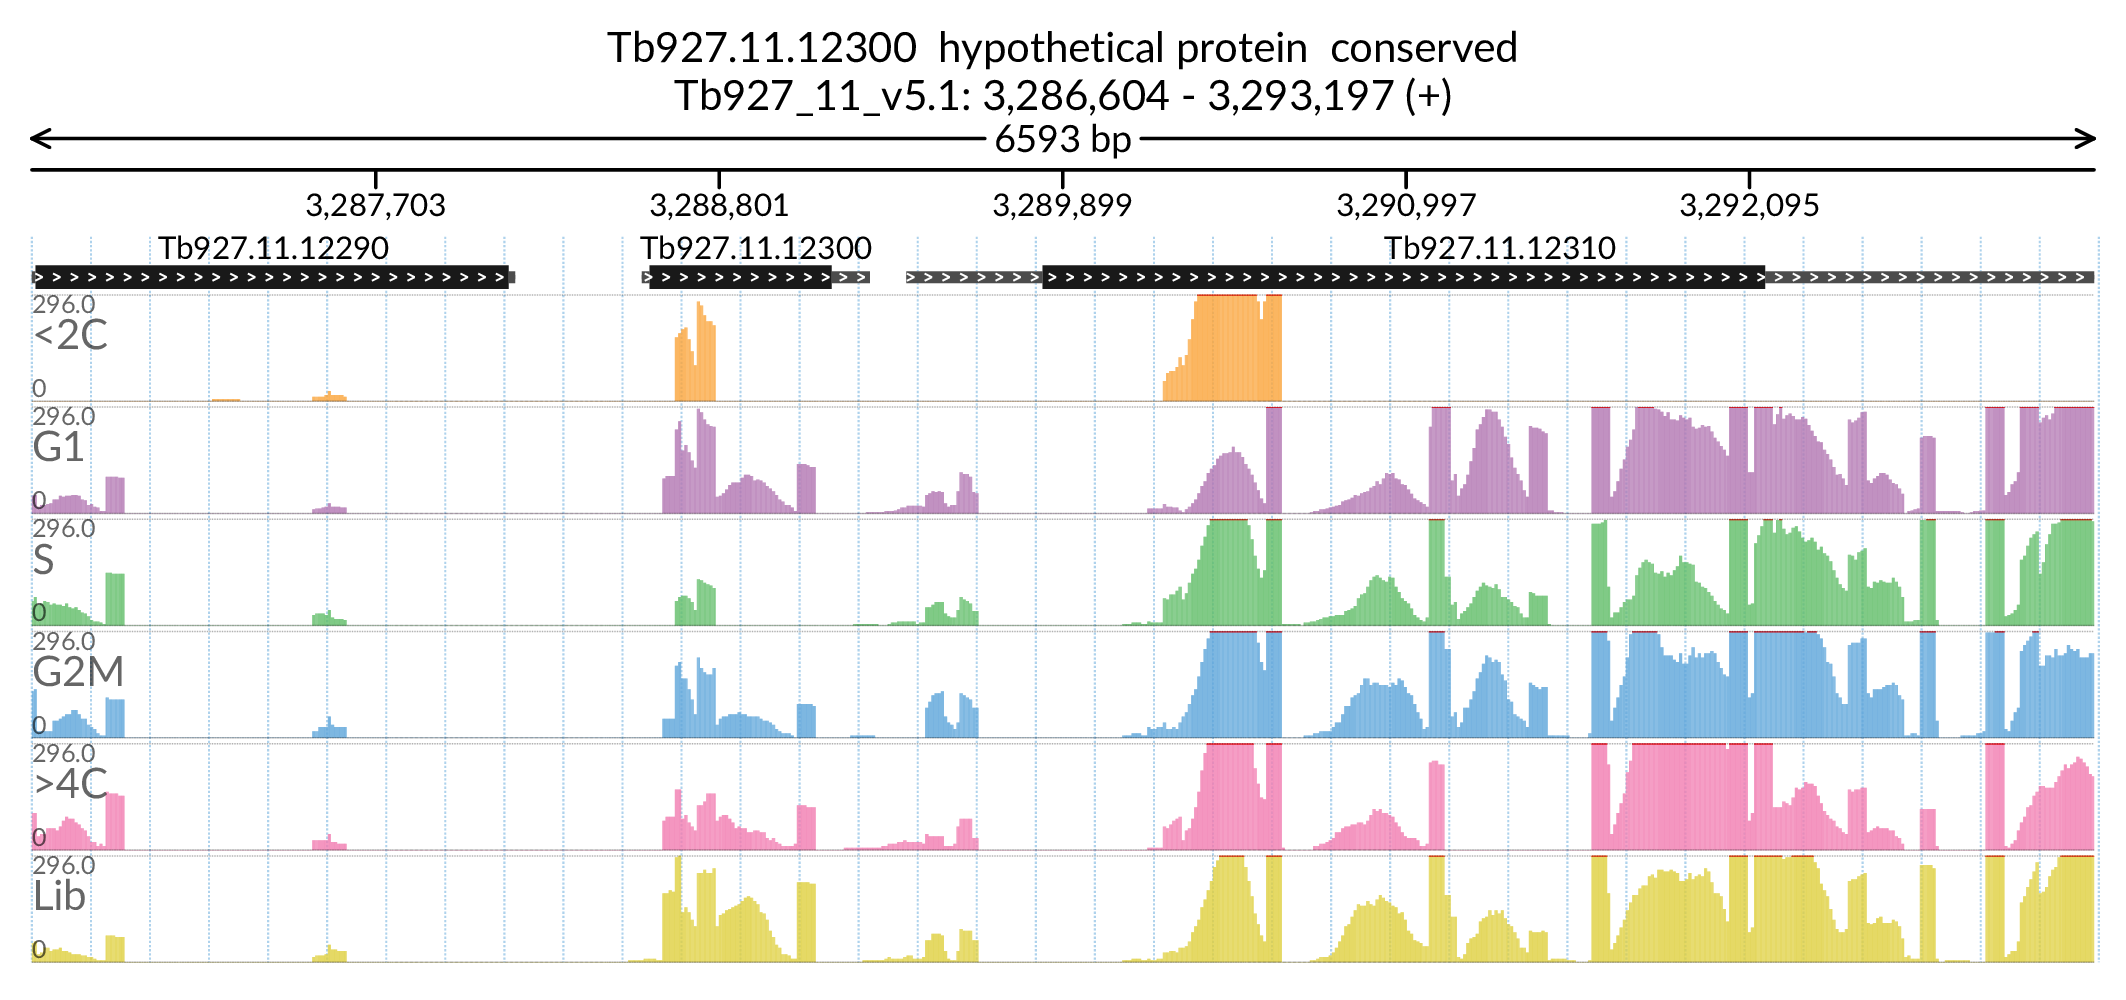 Tb927.11.12300  hypothetical protein  conserved
Tb927_11_v5.1: 3,286,604 - 3,293,197 (+)
6593 bp
3,287,703 3,288,801 3,289,899 3,290,997 3,292,095
Tb927.11.12290 Tb927.11.12300 Tb927.11.12310
296.0
<2C
0
296.0
G1
0
296.0
S
0
296.0
G2M
0
296.0
>4C
0
296.0
Lib
0